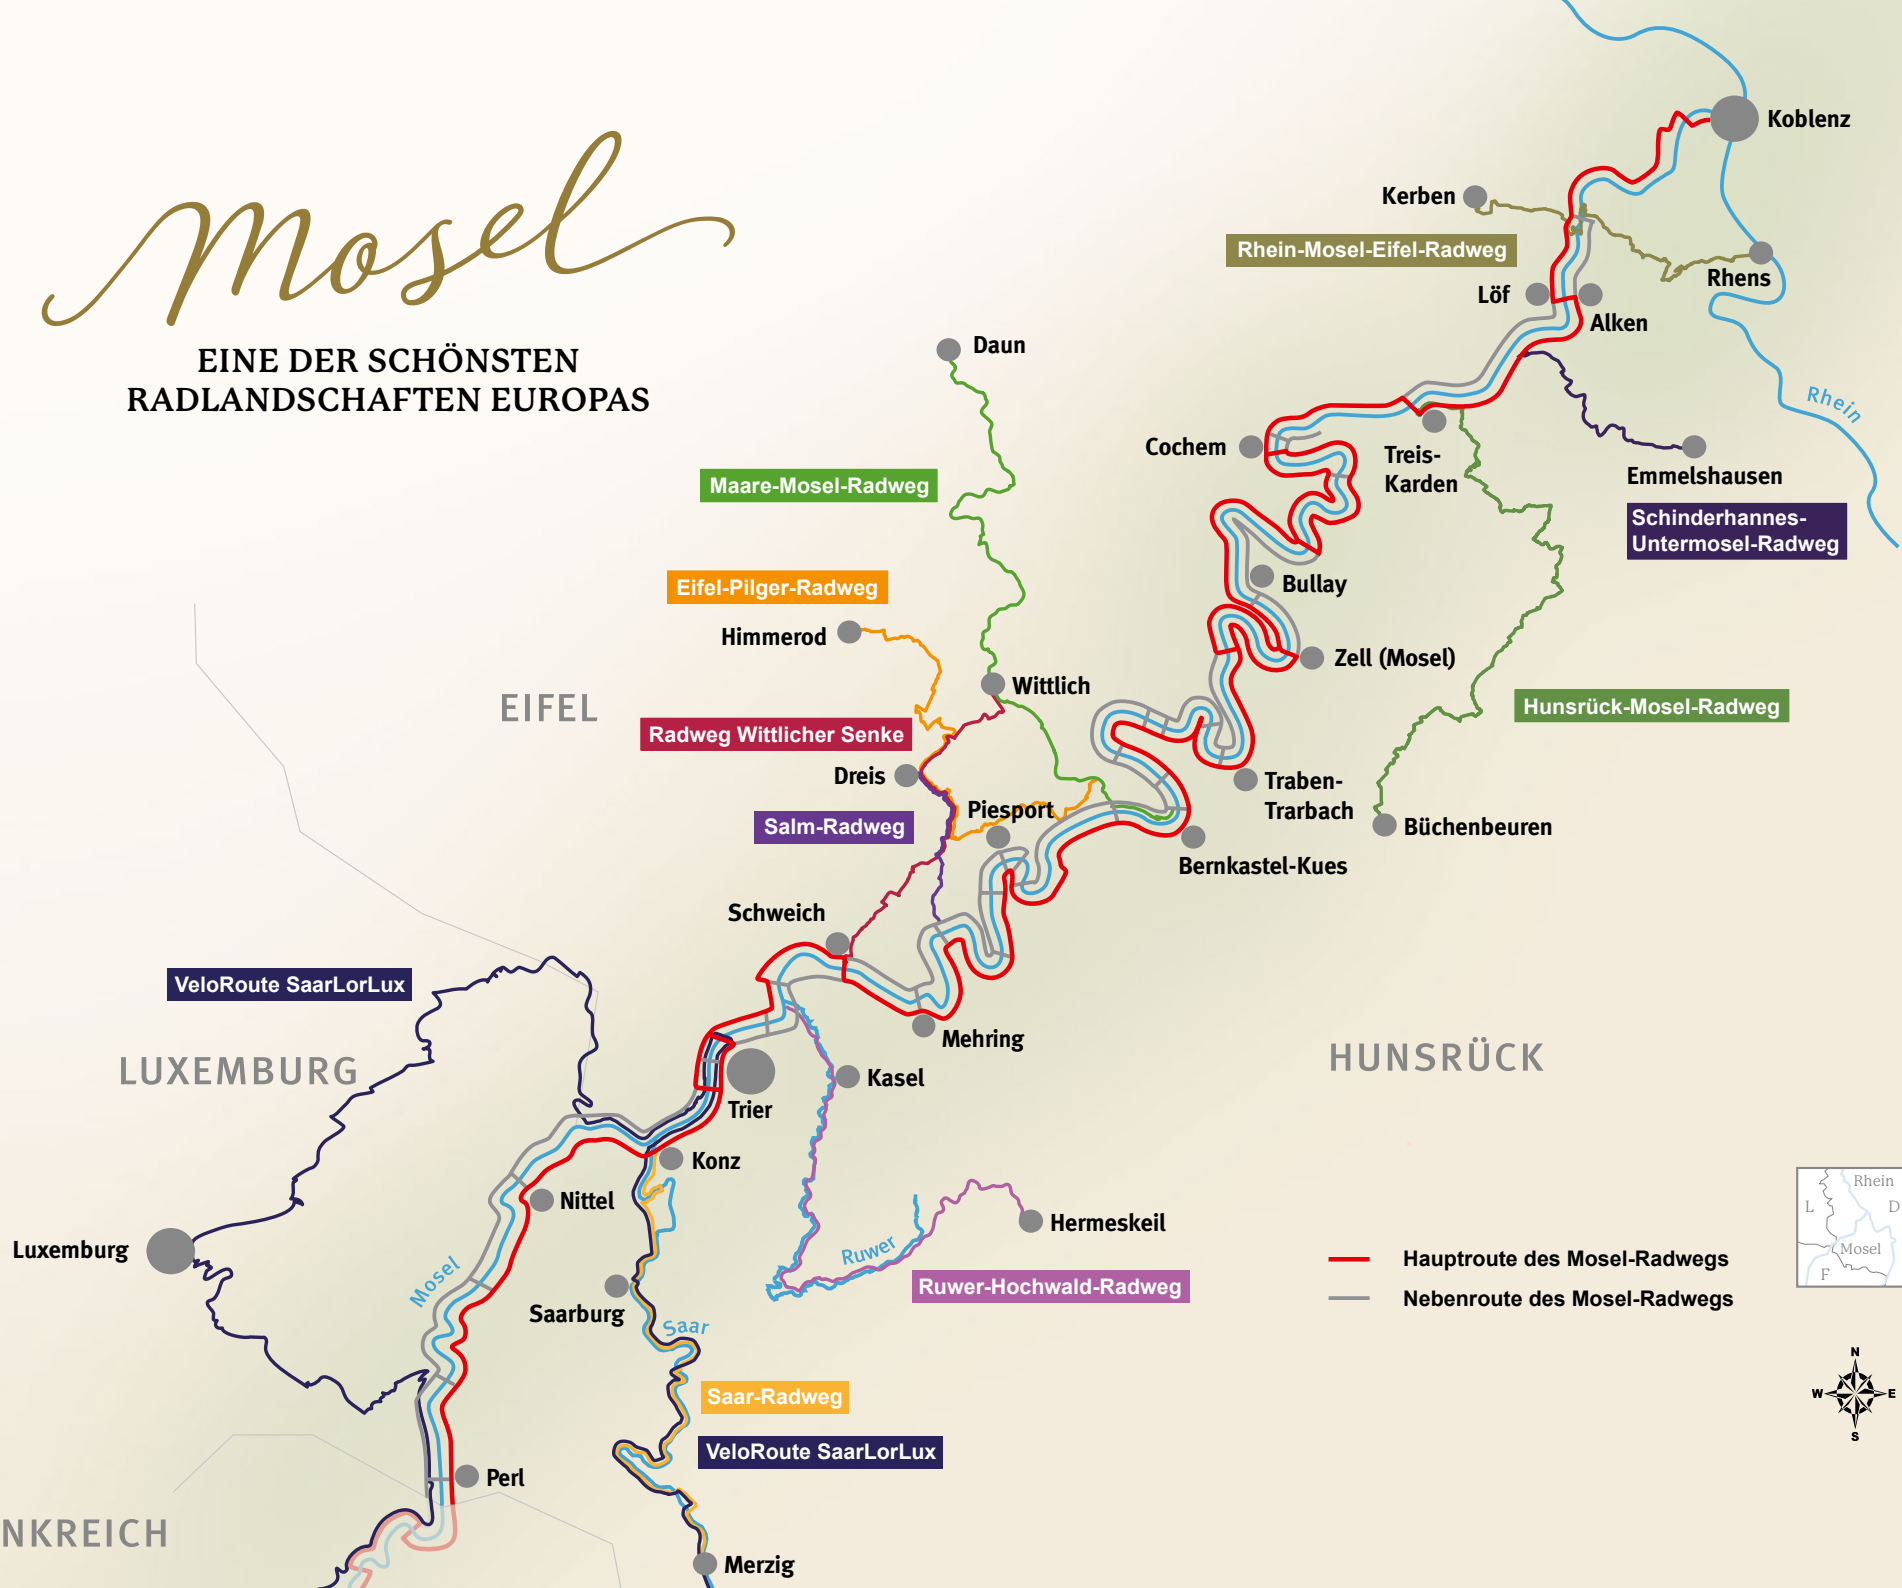 Mosel
EINE DER SCHÖNSTEN
RADLANDSCHAFTEN EUROPAS
Koblenz
Kerben
Rhein-Mosel-Eifel-Radweg
Rhens
Löf
Alken
Daun
Rhein
Cochem
Treis-
Karden
Emmelshausen
Schinderhannes-
Untermosel-Radweg
Maare-Mosel-Radweg
Eifel-Pilger-Radweg
Bullay
Himmerod
Zell (Mosel)
Wittlich
EIFEL
Hunsrück-Mosel-Radweg
Radweg Wittlicher Senke
Dreis
Traben-
Trarbach
Piesport
Salm-Radweg
Büchenbeuren
Bernkastel-Kues
Schweich
VeloRoute SaarLorLux
Mehring
HUNSRÜCK
LUXEMBURG
Kasel
Trier
Konz
Nittel
Rhein
L
D
Mosel
F
Hermeskeil
Luxemburg
Ruwer
Hauptroute des Mosel-Radwegs
Mosel
Ruwer-Hochwald-Radweg
Nebenroute des Mosel-Radwegs
Saarburg
Saar
N
W
E
S
Saar-Radweg
VeloRoute SaarLorLux
Perl
NKREICH
Merzig